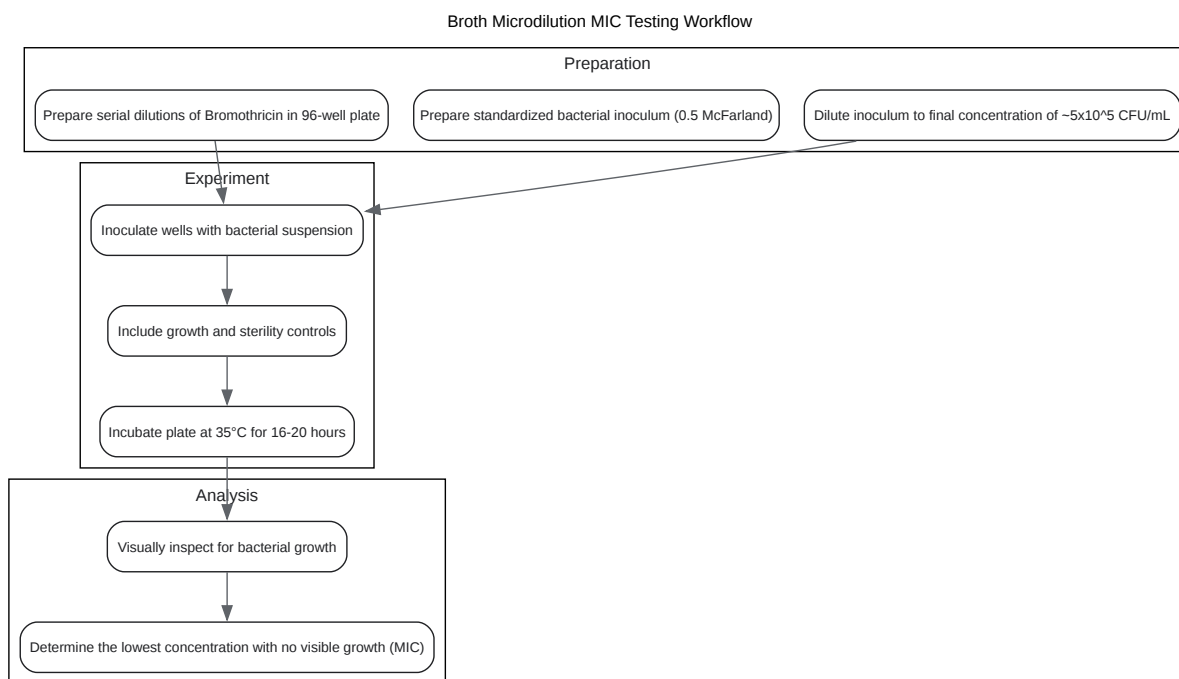 Broth Microdilution MIC Testing Workflow
Preparation
Prepare serial dilutions of Bromothricin in 96-well plate
Prepare standardized bacterial inoculum (0.5 McFarland)
Dilute inoculum to final concentration of ~5x10^5 CFU/mL
Experiment
Inoculate wells with bacterial suspension
Include growth and sterility controls
Incubate plate at 35°C for 16-20 hours
Analysis
Visually inspect for bacterial growth
Determine the lowest concentration with no visible growth (MIC)